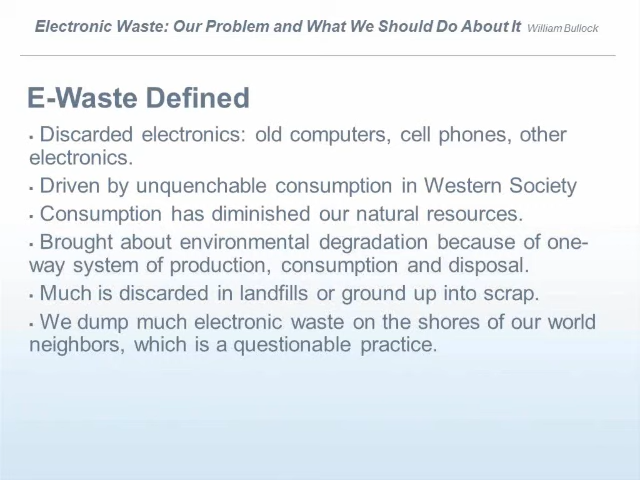 Electronic Waste: Our Problem and What We Should Do About It William Bullock
E-Waste Defined
• Discarded electronics: old computers, cell phones, other
electronics.
• Driven by unquenchable consumption in Western Society
• Consumption has diminished our natural resources.
• Brought about environmental degradation because of one-
way system of production, consumption and disposal.
• Much is discarded in landfills or ground up into scrap.
• We dump much electronic waste on the shores of our world
neighbors, which is a questionable practice.